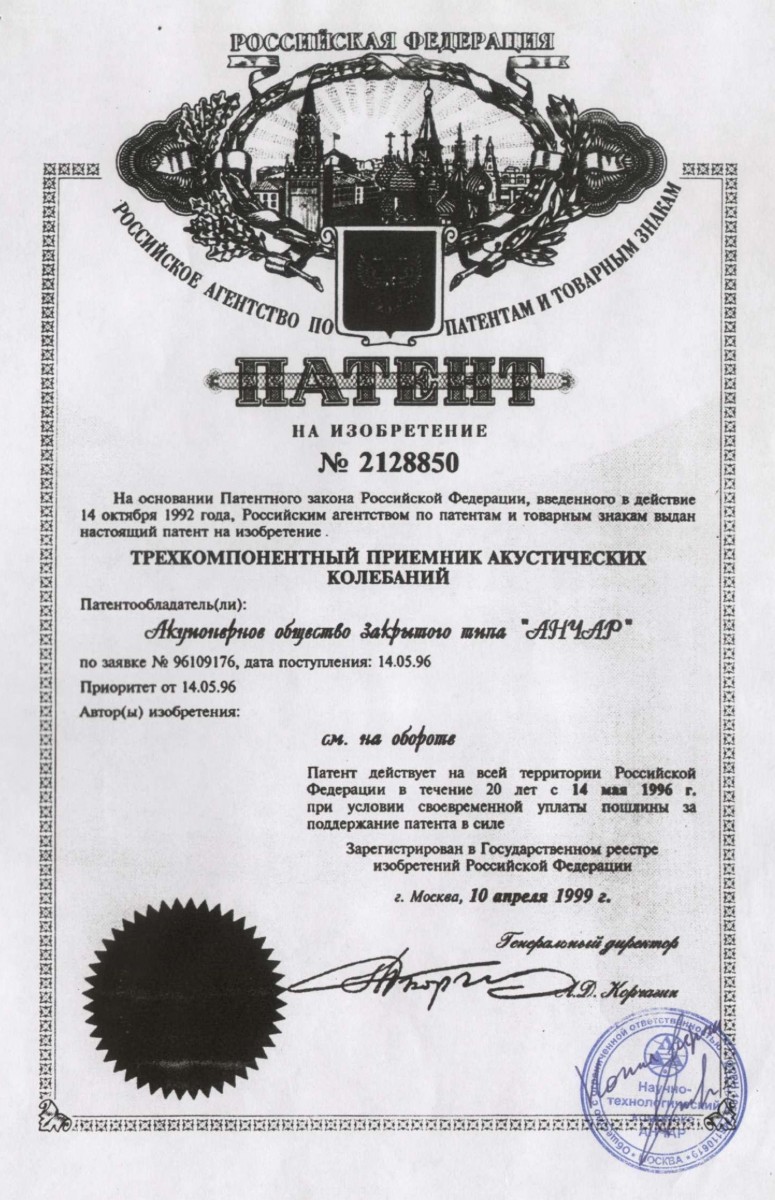 РОССИЙСКАЯ ФЕДЕРАЦИЯ
РОССИЙСКОЕ АГЕНТСТВО ПО ПАТЕНТАМ И ТОВАРНЫМ ЗНАКАМ
ПАТЕНТ
НА ИЗОБРЕТЕНИЕ
№ 2128850
На основании Патентного закона Российской Федерации, введенного в действие
14 октября 1992 года, Российским агентством по патентам и товарным знакам выдан
настоящий патент на изобретение
ТРЕХКОМПОНЕНТНЫЙ ПРИЕМНИК АКУСТИЧЕСКИХ
КОЛЕБАНИЙ
Патентообладатель(ли):
Акционерное общество закрытого типа "АНЧАР"
по заявке № 96109176, дата поступления: 14.05.96
Приоритет от 14.05.96
Автор(ы) изобретения:
см. на обороте
Патент действует на всей территории Российской
Федерации в течение 20 лет с 14 мая 1996 г.
при условии своевременной уплаты пошлины за
поддержание патента в силе
Зарегистрирован в Государственном реестре
изобретений Российской Федерации
г. Москва, 10 апреля 1999 г.
Генеральный директор
А.Д. Корчагин
Общество с ограниченной ответственностью
Научно-
технологический
АНЧАР
МОСКВА